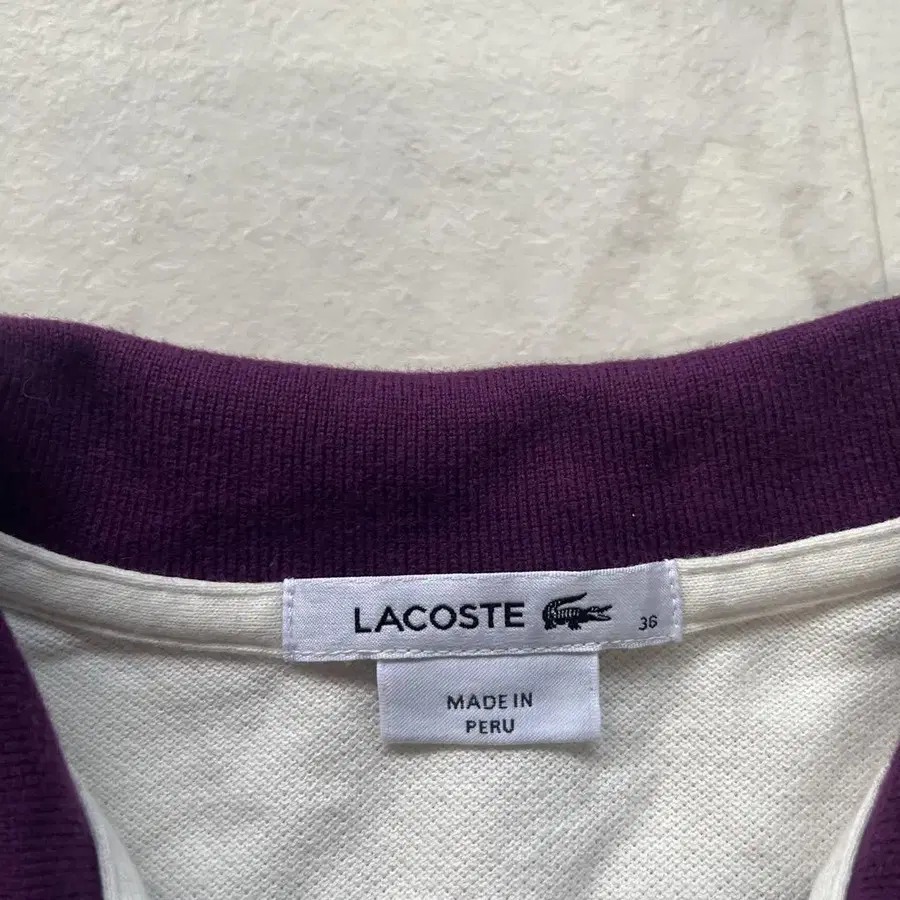 LACOSTE 36
MADE IN
PERU